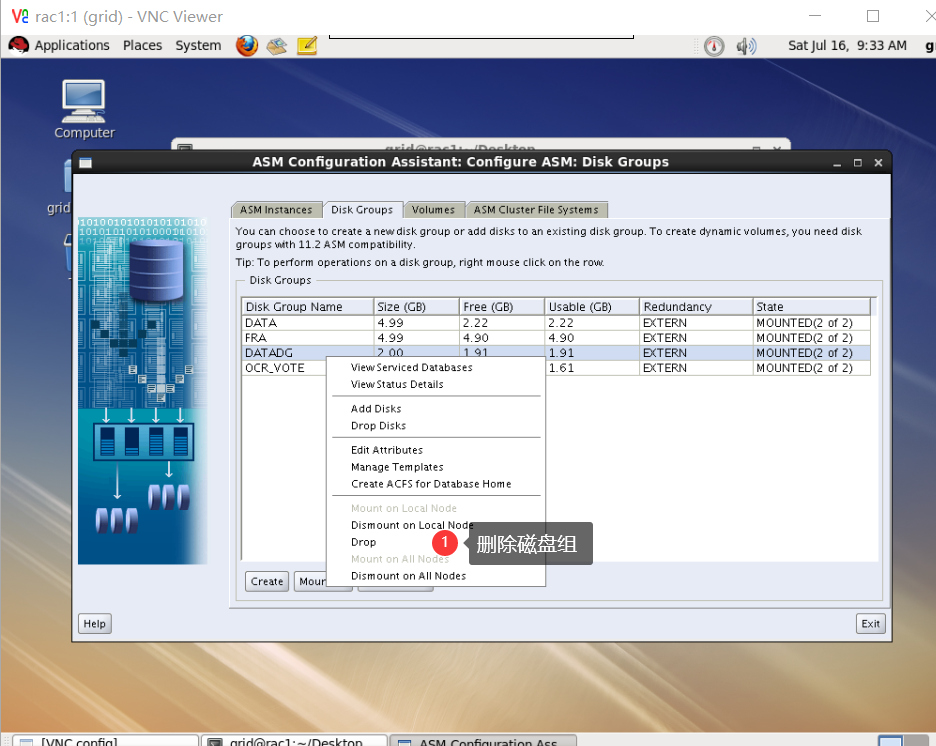 rac1:1 (grid) - VNC Viewer
Applications Places System Sat Jul 16, 9:33 AM
Computer
grid@rac1:~/Desktop
ASM Configuration Assistant: Configure ASM: Disk Groups
grid
ASM Instances Disk Groups Volumes ASM Cluster File Systems
You can choose to create a new disk group or add disks to an existing disk group. To create dynamic volumes, you need disk
groups with 11.2 ASM compatibility.
Tip: To perform operations on a disk group, right mouse click on the row.
Disk Groups
Disk Group Name Size (GB) Free (GB) Usable (GB) Redundancy State
DATA 4.99 2.22 2.22 EXTERN MOUNTED(2 of 2)
FRA 4.99 4.90 4.90 EXTERN MOUNTED(2 of 2)
DATADG 2.00 1.91 1.91 EXTERN MOUNTED(2 of 2)
OCR_VOTE 1.61 EXTERN MOUNTED(2 of 2)
View Serviced Databases
View Status Details
Add Disks
Drop Disks
Edit Attributes
Manage Templates
Create ACFS for Database Home
Mount on Local Node
Dismount on Local Node
Drop
1 删除磁盘组
Mount on All Nodes
Dismount on All Nodes
Create Moun
Help Exit
[VNC config] grid@rac1:~/Desktop ASM Configuration Ass